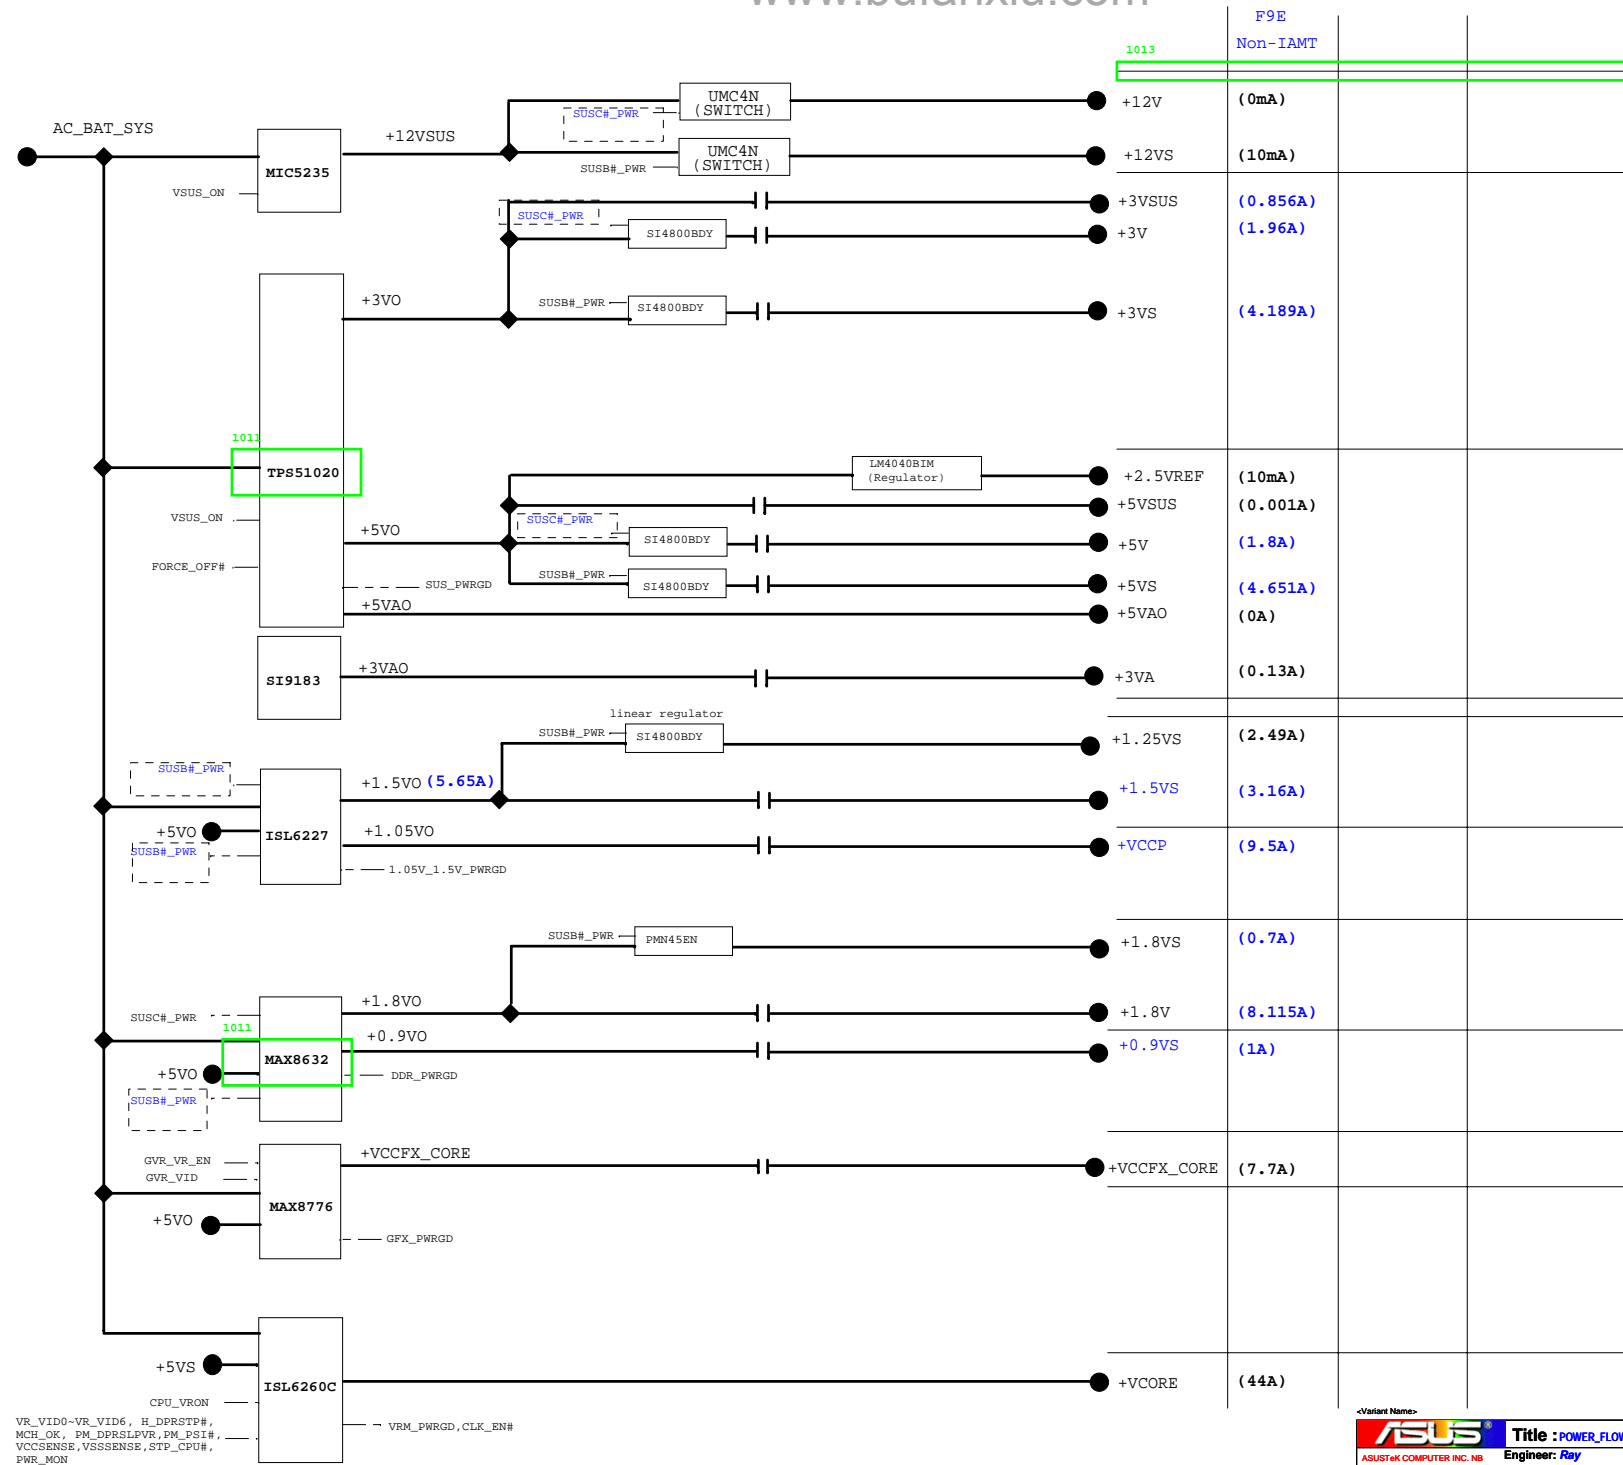 F9E
Non-IAMT
1013
UMC4N
(SWITCH)
SUSC#_PWR
+12V
(0mA)
AC_BAT_SYS
+12VSUS
MIC5235
UMC4N
(SWITCH)
SUSB#_PWR
+12VS
(10mA)
VSUS_ON
+3VSUS
(0.856A)
SUSC#_PWR
SI4800BDY
+3V
(1.96A)
+3VO
SUSB#_PWR
SI4800BDY
+3VS
(4.189A)
1011
TPS51020
LM4040BIM
(Regulator)
+2.5VREF
(10mA)
+5VSUS
(0.001A)
VSUS_ON
+5VO
SUSC#_PWR
SI4800BDY
+5V
(1.8A)
FORCE_OFF#
SUS_PWRGD
SUSB#_PWR
SI4800BDY
+5VS
(4.651A)
+5VAO
+5VAO
(0A)
SI9183
+3VAO
+3VA
(0.13A)
linear regulator
SUSB#_PWR
SI4800BDY
+1.25VS
(2.49A)
SUSB#_PWR
+1.5VO (5.65A)
+1.5VS
(3.16A)
+5VO
ISL6227
+1.05VO
SUSB#_PWR
+VCCP
(9.5A)
1.05V_1.5V_PWRGD
SUSB#_PWR
PMN45EN
+1.8VS
(0.7A)
+1.8VO
SUSC#_PWR
+1.8V
(8.115A)
1011
+0.9VO
MAX8632
+0.9VS
(1A)
+5VO
DDR_PWRGD
SUSB#_PWR
GVR_VR_EN
GVR_VID
+VCCFX_CORE
+VCCFX_CORE
(7.7A)
MAX8776
+5VO
GFX_PWRGD
+5VS
ISL6260C
+VCORE
(44A)
CPU_VRON
VR_VID0~VR_VID6, H_DPRSTP#,
MCH_OK, PM_DPRSLPVR,PM_PSI#,
VCCSENSE,VSSSENSE,STP_CPU#,
PWR_MON
VRM_PWRGD,CLK_EN#
<Variant Name>
ASUS®
Title : POWER_FLOW
ASUSTeK COMPUTER INC. NB
Engineer: Ray